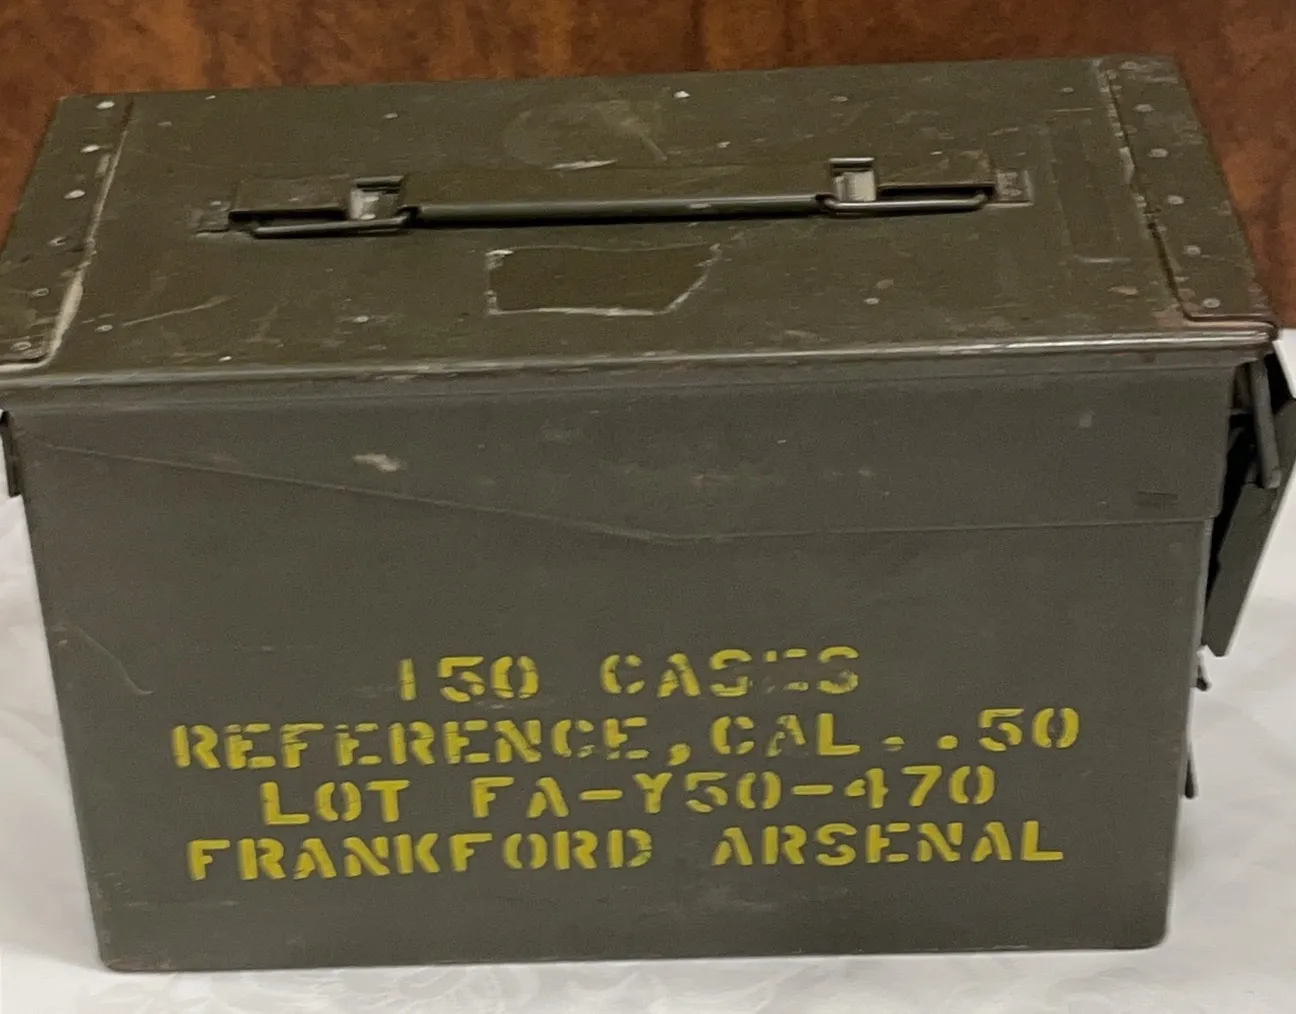 150 CASES
REFERENCE, CAL. .50
LOT FA-Y50-470
FRANKFORD ARSENAL